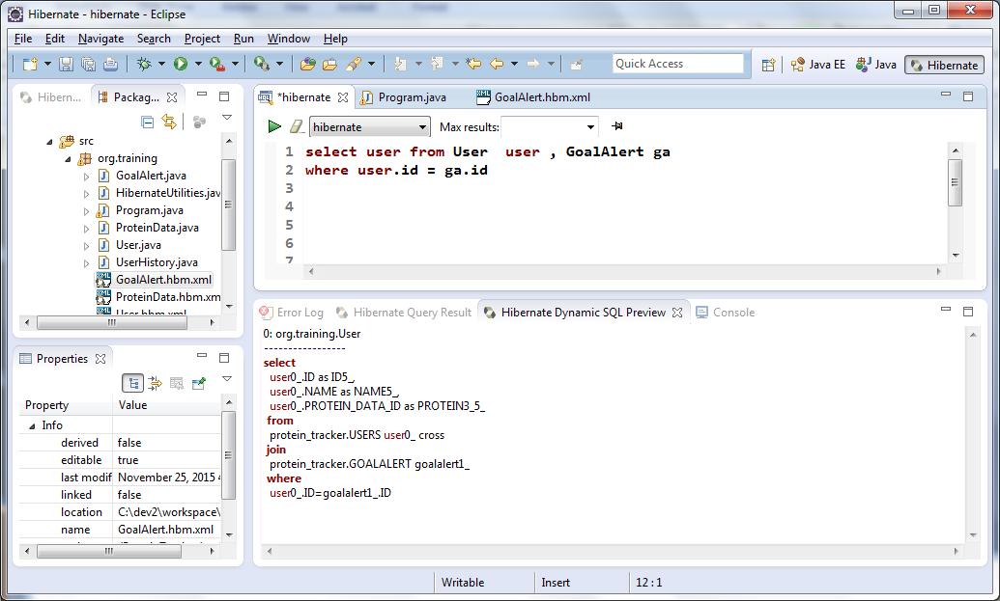 Hibernate - hibernate - Eclipse
File Edit Navigate Search Project Run Window Help
Quick Access
Java EE
Java
Hibernate
Hibern...
Packag...
src
org.training
GoalAlert.java
HibernateUtilities.jav
Program.java
ProteinData.java
User.java
UserHistory.java
GoalAlert.hbm.xml
ProteinData.hbm.xm
User.hbm.xml
Properties
Property Value
Info
derived false
editable true
last modif November 25, 2015 4
linked false
location C:\dev2\workspace\
name GoalAlert.hbm.xml
*hibernate Program.java GoalAlert.hbm.xml
hibernate Max results:
1 select user from User  user , GoalAlert ga
2 where user.id = ga.id
3
4
5
6
7
Error Log Hibernate Query Result Hibernate Dynamic SQL Preview Console
0: org.training.User
-----------------
select
user0_.ID as ID5_,
user0_.NAME as NAME5_,
user0_.PROTEIN_DATA_ID as PROTEIN3_5_
from
protein_tracker.USERS user0_ cross
join
protein_tracker.GOALALERT goalalert1_
where
user0_.ID=goalalert1_.ID
Writable Insert 12 : 1